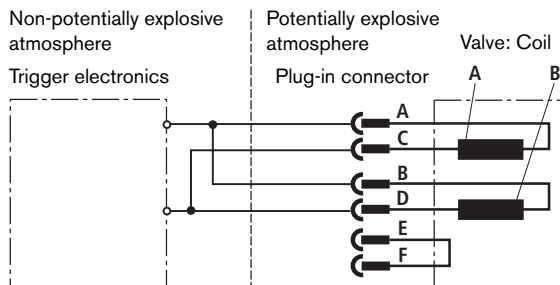 Non-potentially explosive
atmosphere
Potentially explosive
atmosphere
Valve: Coil
Trigger electronics
Plug-in connector
A
B
A
C
B
D
E
F